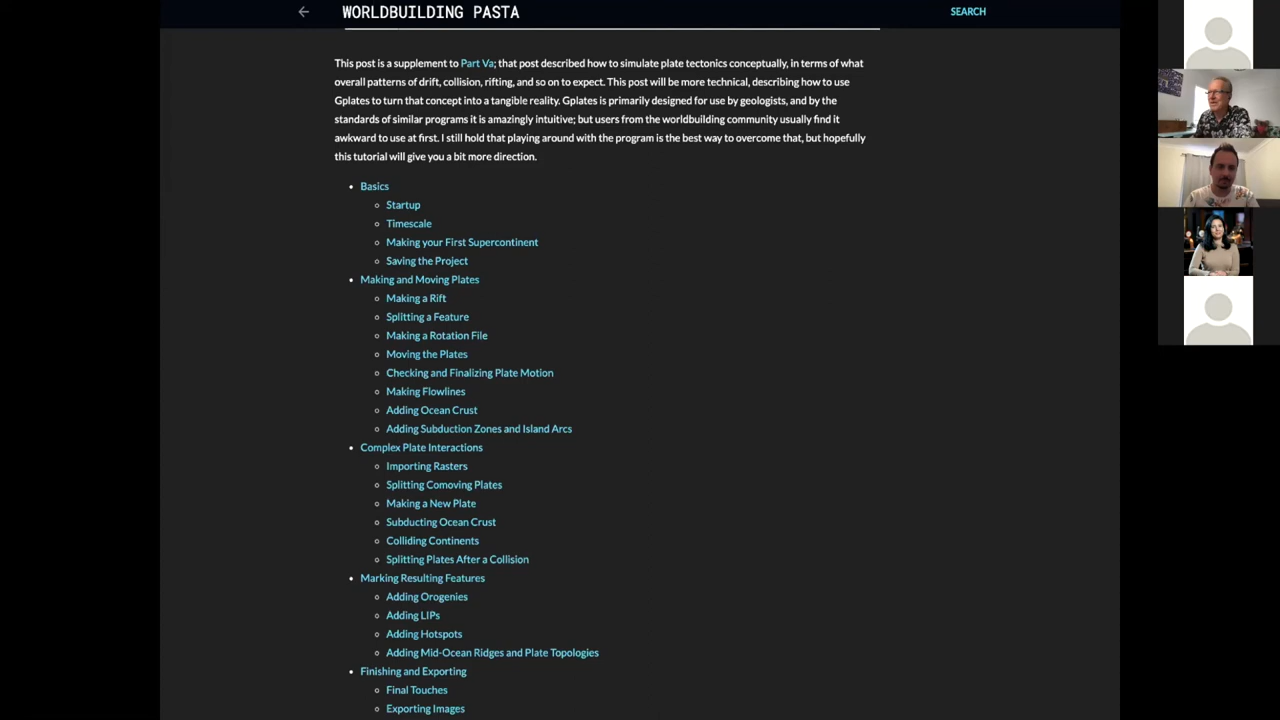 WORLDBUILDING PASTA
SEARCH
This post is a supplement to Part Va; that post described how to simulate plate tectonics conceptually, in terms of what
overall patterns of drift, collision, rifting, and so on to expect. This post will be more technical, describing how to use
Gplates to turn that concept into a tangible reality. Gplates is primarily designed for use by geologists, and by the
standards of similar programs it is amazingly intuitive; but users from the worldbuilding community usually find it
awkward to use at first. I still hold that playing around with the program is the best way to overcome that, but hopefully
this tutorial will give you a bit more direction.
Basics
Startup
Timescale
Making your First Supercontinent
Saving the Project
Making and Moving Plates
Making a Rift
Splitting a Feature
Making a Rotation File
Moving the Plates
Checking and Finalizing Plate Motion
Making Flowlines
Adding Ocean Crust
Adding Subduction Zones and Island Arcs
Complex Plate Interactions
Importing Rasters
Splitting Comoving Plates
Making a New Plate
Subducting Ocean Crust
Colliding Continents
Splitting Plates After a Collision
Marking Resulting Features
Adding Orogenies
Adding LIPs
Adding Hotspots
Adding Mid-Ocean Ridges and Plate Topologies
Finishing and Exporting
Final Touches
Exporting Images